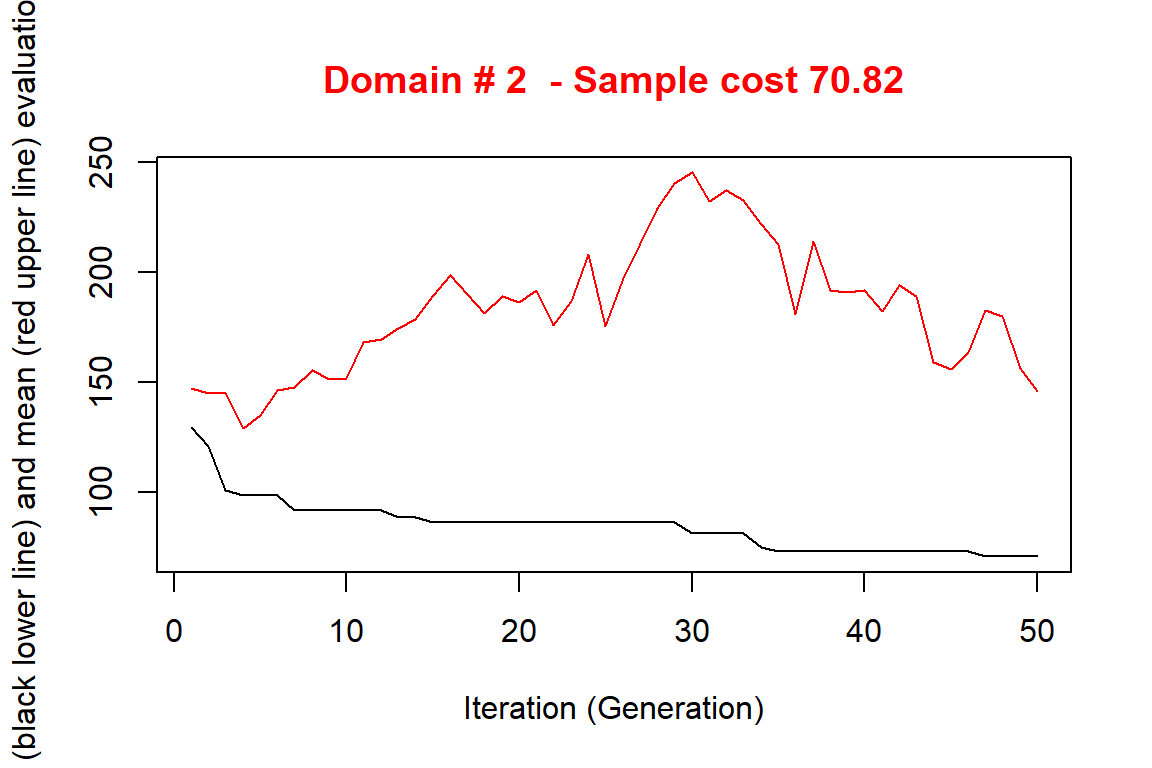 Domain # 2  - Sample cost 70.82
(black lower line) and mean (red upper line) evaluatio
250
200
150
100
0 10 20 30 40 50
Iteration (Generation)